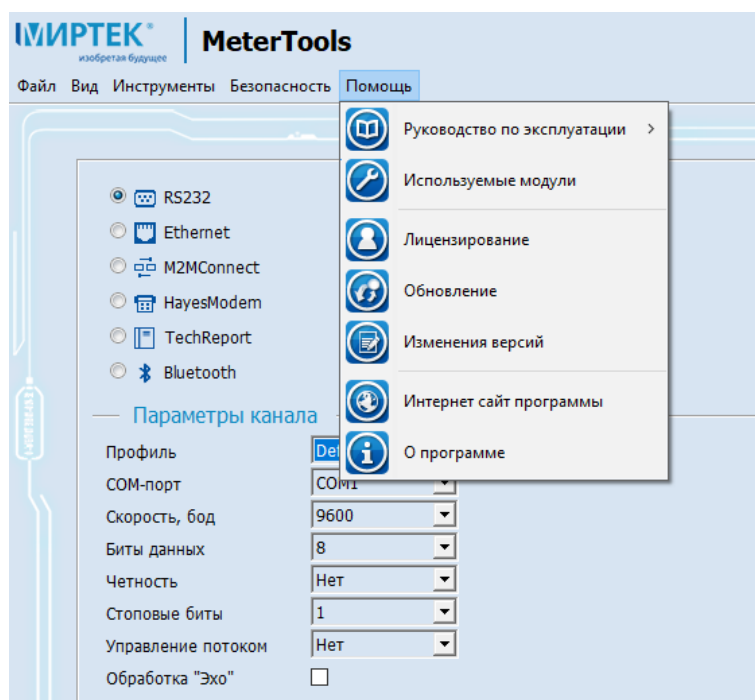 МИРТЕК
изобретая будущее
MeterTools
Файл Вид Инструменты Безопасность Помощь
Руководство по эксплуатации
Используемые модули
Лицензирование
Обновление
Изменения версий
Интернет сайт программы
О программе
RS232
Ethernet
M2MConnect
HayesModem
TechReport
Bluetooth
Параметры канала
Профиль
COM-порт COM1
Скорость, бод 9600
Биты данных 8
Четность Нет
Стоповые биты 1
Управление потоком Нет
Обработка "Эхо"